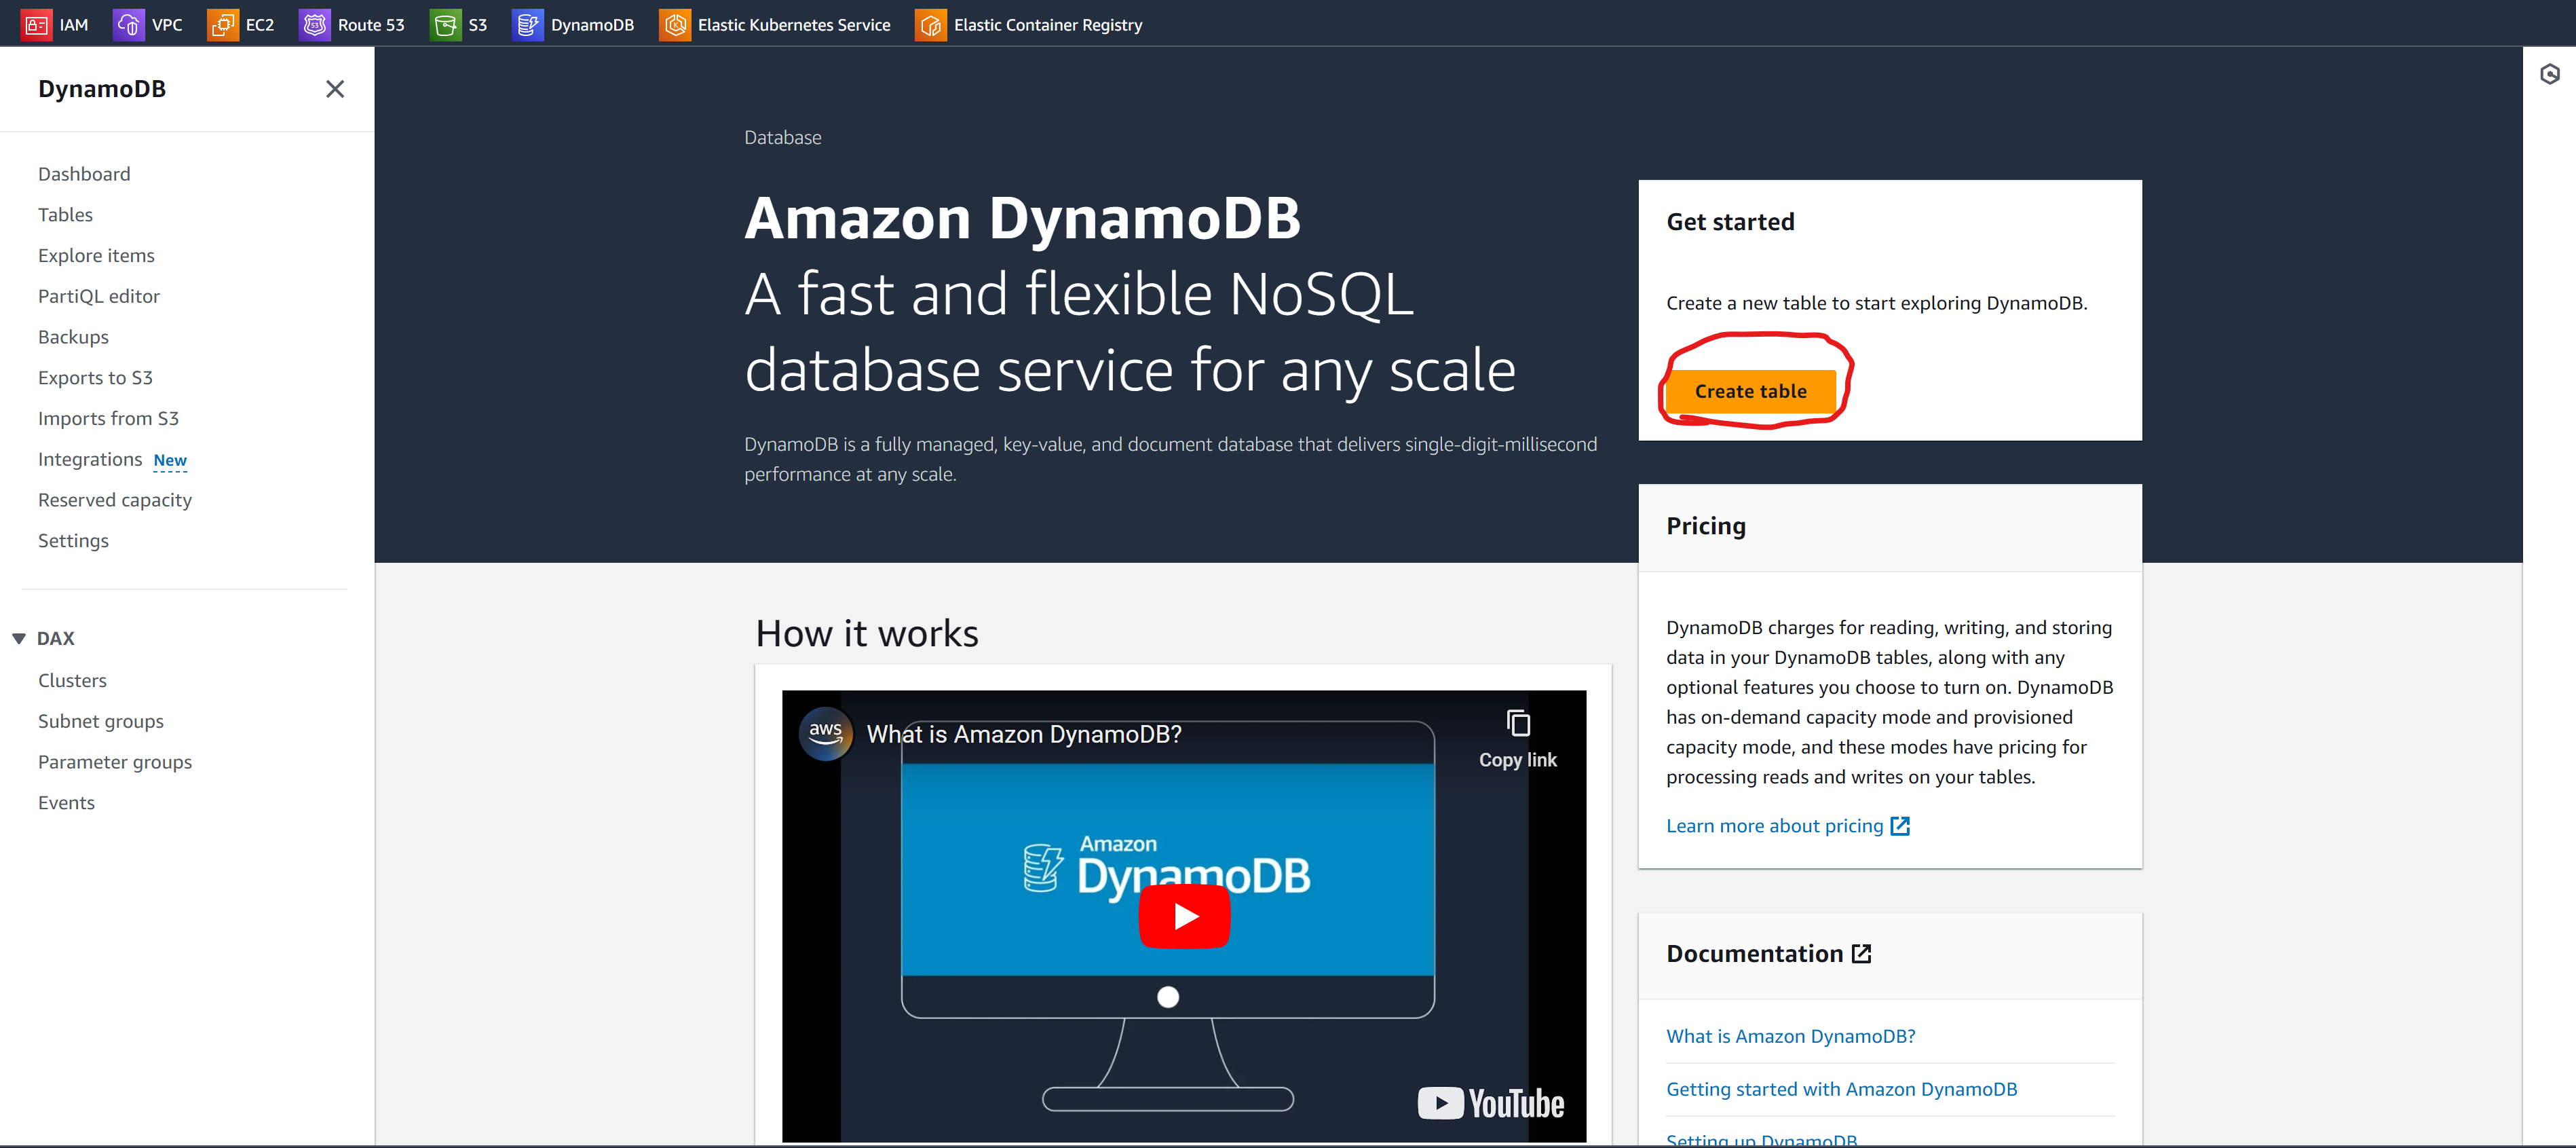 IAM
VPC
EC2
Route 53
S3
DynamoDB
Elastic Kubernetes Service
Elastic Container Registry
DynamoDB
Dashboard
Tables
Explore items
PartiQL editor
Backups
Exports to S3
Imports from S3
Integrations New
Reserved capacity
Settings
DAX
Clusters
Subnet groups
Parameter groups
Events
Database
Amazon DynamoDB
A fast and flexible NoSQL
database service for any scale
DynamoDB is a fully managed, key-value, and document database that delivers single-digit-millisecond
performance at any scale.
Get started
Create a new table to start exploring DynamoDB.
Create table
Pricing
DynamoDB charges for reading, writing, and storing
data in your DynamoDB tables, along with any
optional features you choose to turn on. DynamoDB
has on-demand capacity mode and provisioned
capacity mode, and these modes have pricing for
processing reads and writes on your tables.
Learn more about pricing
How it works
aws
What is Amazon DynamoDB?
Copy link
Amazon
DynamoDB
YouTube
Documentation
What is Amazon DynamoDB?
Getting started with Amazon DynamoDB
Setting up DynamoDB